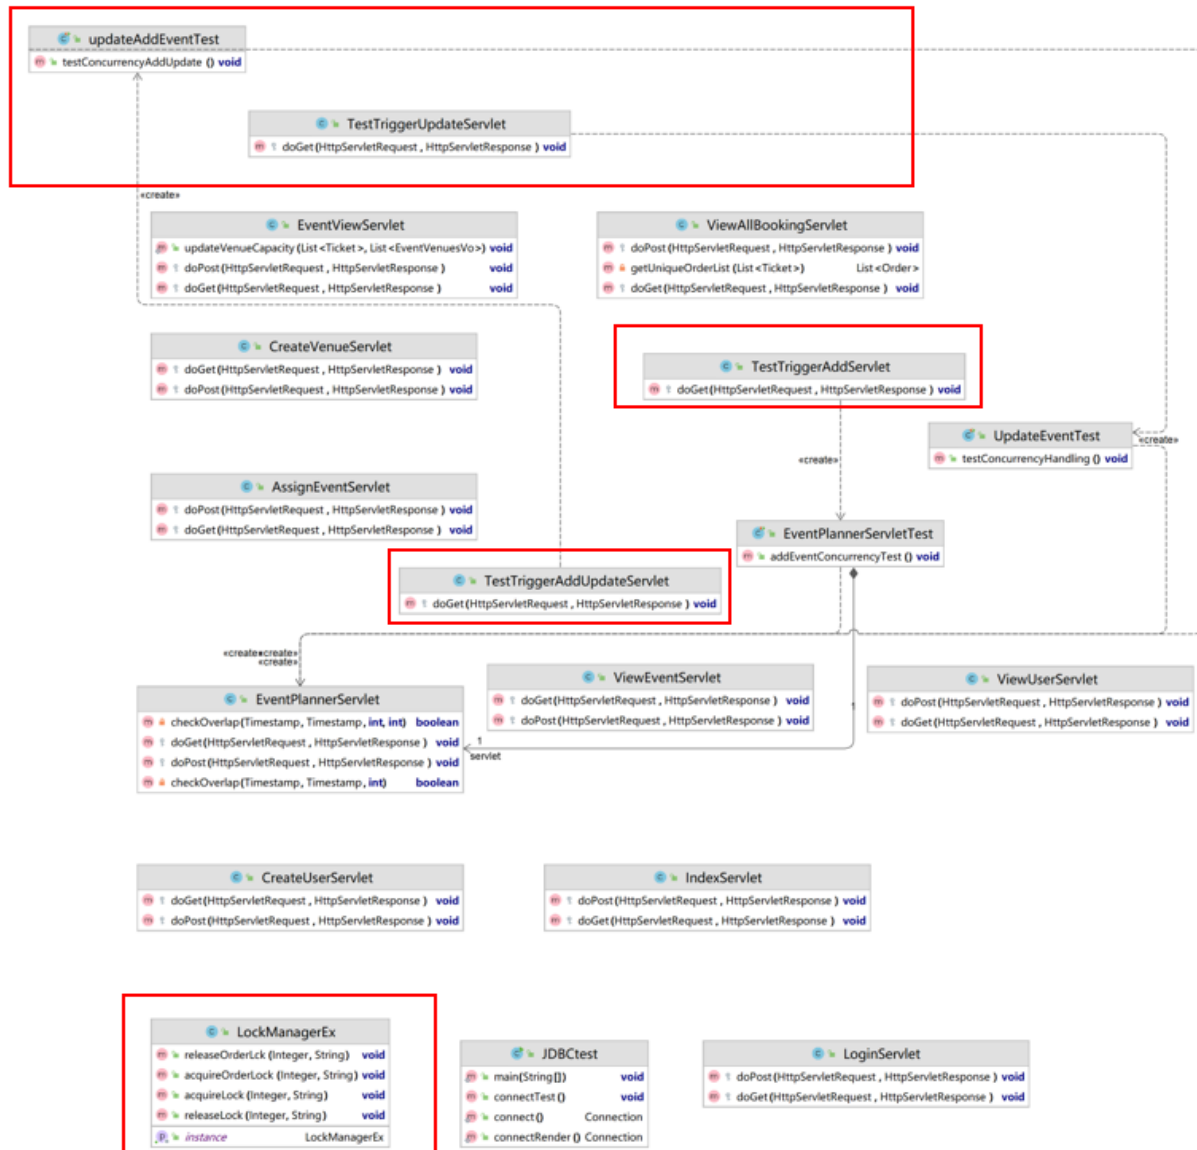 updateAddEventTest
testConcurrencyAddUpdate () void
TestTriggerUpdateServlet
doGet(HttpServletRequest , HttpServletResponse ) void
«create»
EventViewServlet
updateVenueCapacity (List <Ticket >, List <EventVenuesVo>) void
doPost(HttpServletRequest , HttpServletResponse ) void
doGet(HttpServletRequest , HttpServletResponse ) void
ViewAllBookingServlet
doPost(HttpServletRequest , HttpServletResponse ) void
getUniqueOrderList (List <Ticket>) List <Order >
doGet(HttpServletRequest , HttpServletResponse ) void
CreateVenueServlet
doGet(HttpServletRequest , HttpServletResponse ) void
doPost(HttpServletRequest , HttpServletResponse ) void
TestTriggerAddServlet
doGet(HttpServletRequest , HttpServletResponse ) void
UpdateEventTest
testConcurrencyHandling () void
«create»
«create»
AssignEventServlet
doPost(HttpServletRequest , HttpServletResponse ) void
doGet(HttpServletRequest , HttpServletResponse ) void
EventPlannerServletTest
addEventConcurrencyTest () void
TestTriggerAddUpdateServlet
doGet(HttpServletRequest , HttpServletResponse ) void
«create»
«create»
«create»
EventPlannerServlet
checkOverlap(Timestamp, Timestamp, int, int) boolean
doGet(HttpServletRequest , HttpServletResponse ) void
doPost(HttpServletRequest , HttpServletResponse ) void
checkOverlap(Timestamp, Timestamp, int) boolean
ViewEventServlet
doGet(HttpServletRequest , HttpServletResponse ) void
doPost(HttpServletRequest , HttpServletResponse ) void
ViewUserServlet
doPost(HttpServletRequest , HttpServletResponse ) void
doGet(HttpServletRequest , HttpServletResponse ) void
1
1
servlet
CreateUserServlet
doGet(HttpServletRequest , HttpServletResponse ) void
doPost(HttpServletRequest , HttpServletResponse ) void
IndexServlet
doPost(HttpServletRequest , HttpServletResponse ) void
doGet(HttpServletRequest , HttpServletResponse ) void
LockManagerEx
releaseOrderLck (Integer, String) void
acquireOrderLock (Integer, String) void
acquireLock (Integer, String) void
releaseLock (Integer, String) void
instance LockManagerEx
JDBCtest
main(String[]) void
connectTest () void
connect() Connection
connectRender () Connection
LoginServlet
doPost(HttpServletRequest , HttpServletResponse ) void
doGet(HttpServletRequest , HttpServletResponse ) void